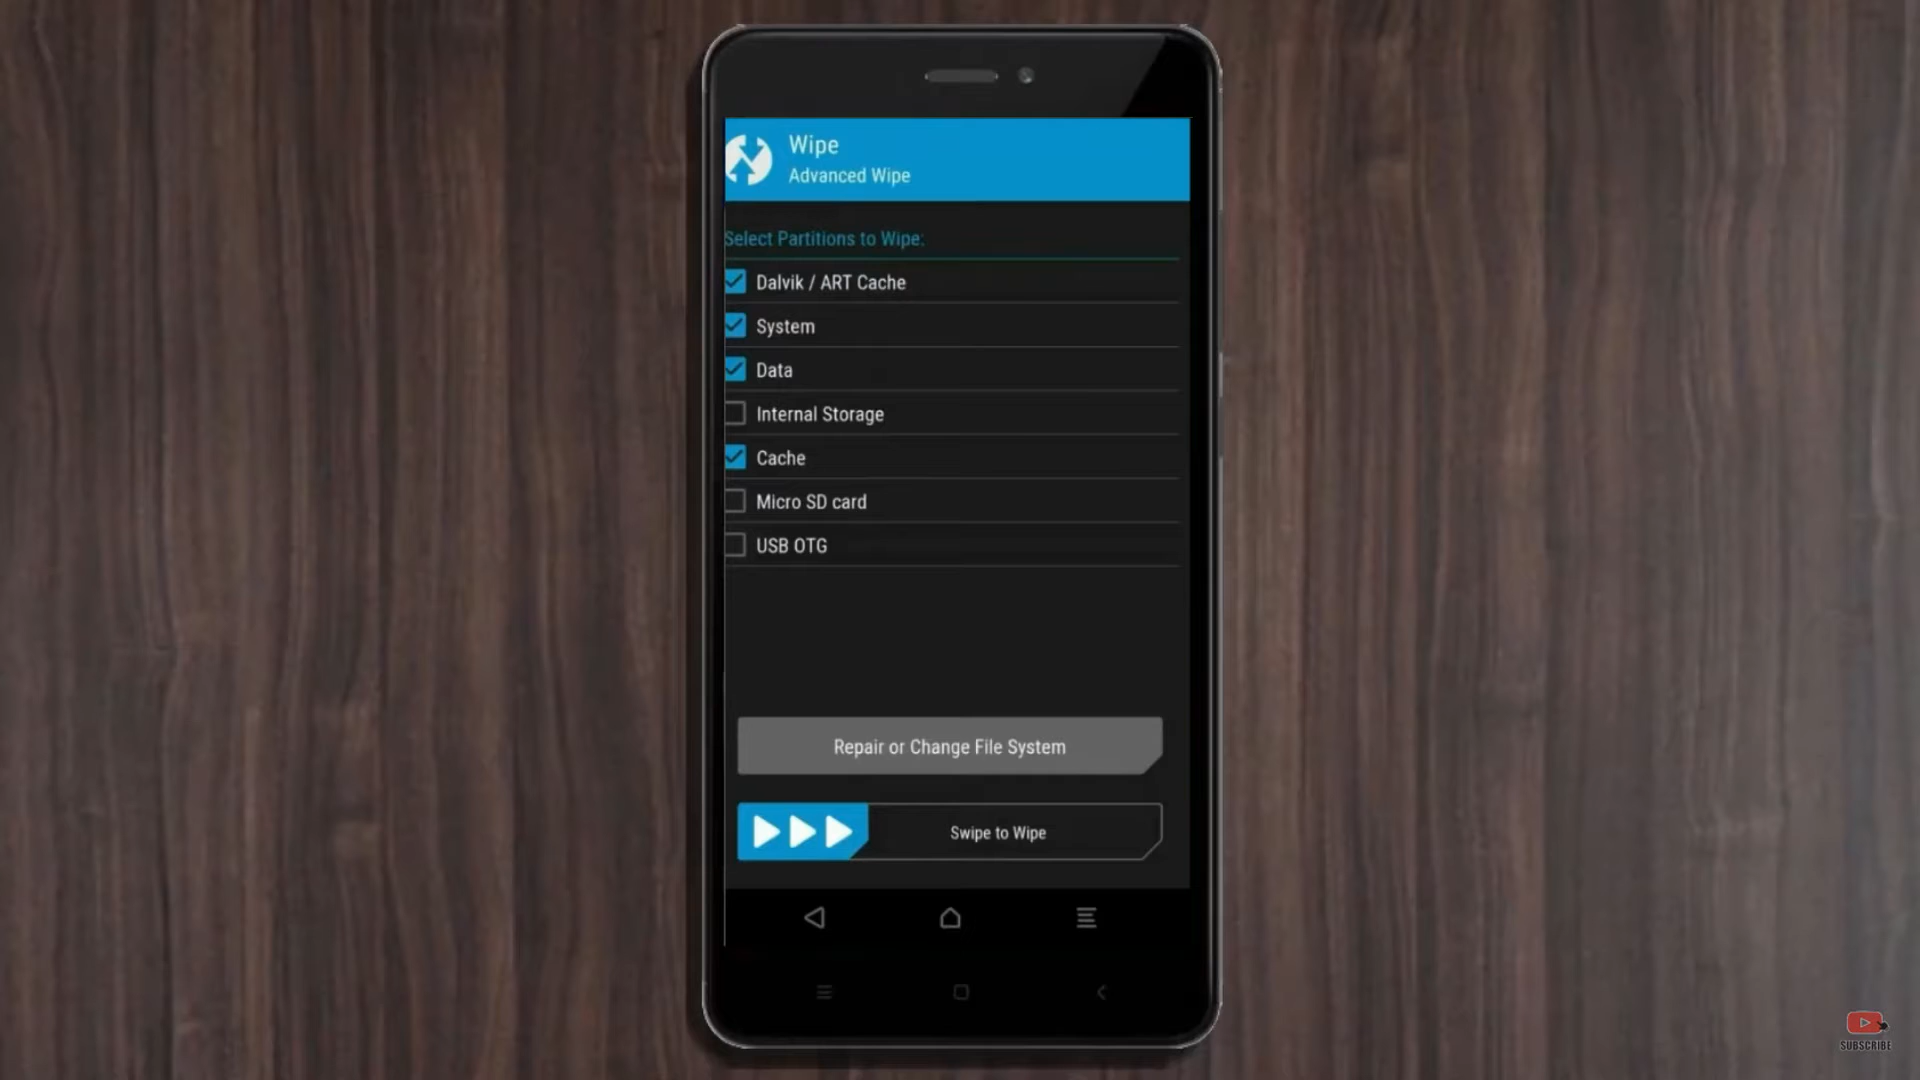 Wipe
Advanced Wipe
Select Partitions to Wipe:
Dalvik / ART Cache
System
Data
Internal Storage
Cache
Micro SD card
USB OTG
Repair or Change File System
Swipe to Wipe
SUBSCRIBE